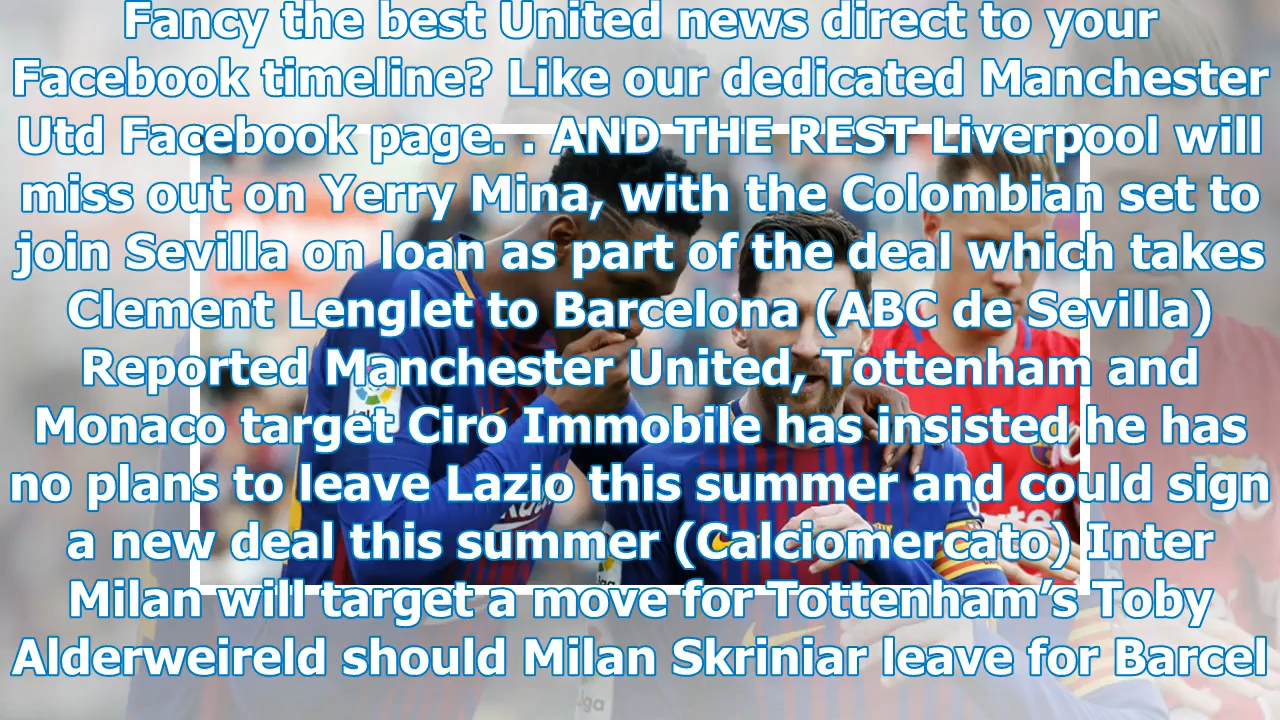 Fancy the best United news direct to your
Facebook timeline? Like our dedicated Manchester
Utd Facebook page. . AND THE REST Liverpool will
miss out on Yerry Mina, with the Colombian set to
join Sevilla on loan as part of the deal which takes
Clement Lenglet to Barcelona (ABC de Sevilla)
Reported Manchester United, Tottenham and
Monaco target Ciro Immobile has insisted he has
no plans to leave Lazio this summer and could sign
a new deal this summer (Calciomercato) Inter
Milan will target a move for Tottenham’s Toby
Alderweireld should Milan Skriniar leave for Barcel